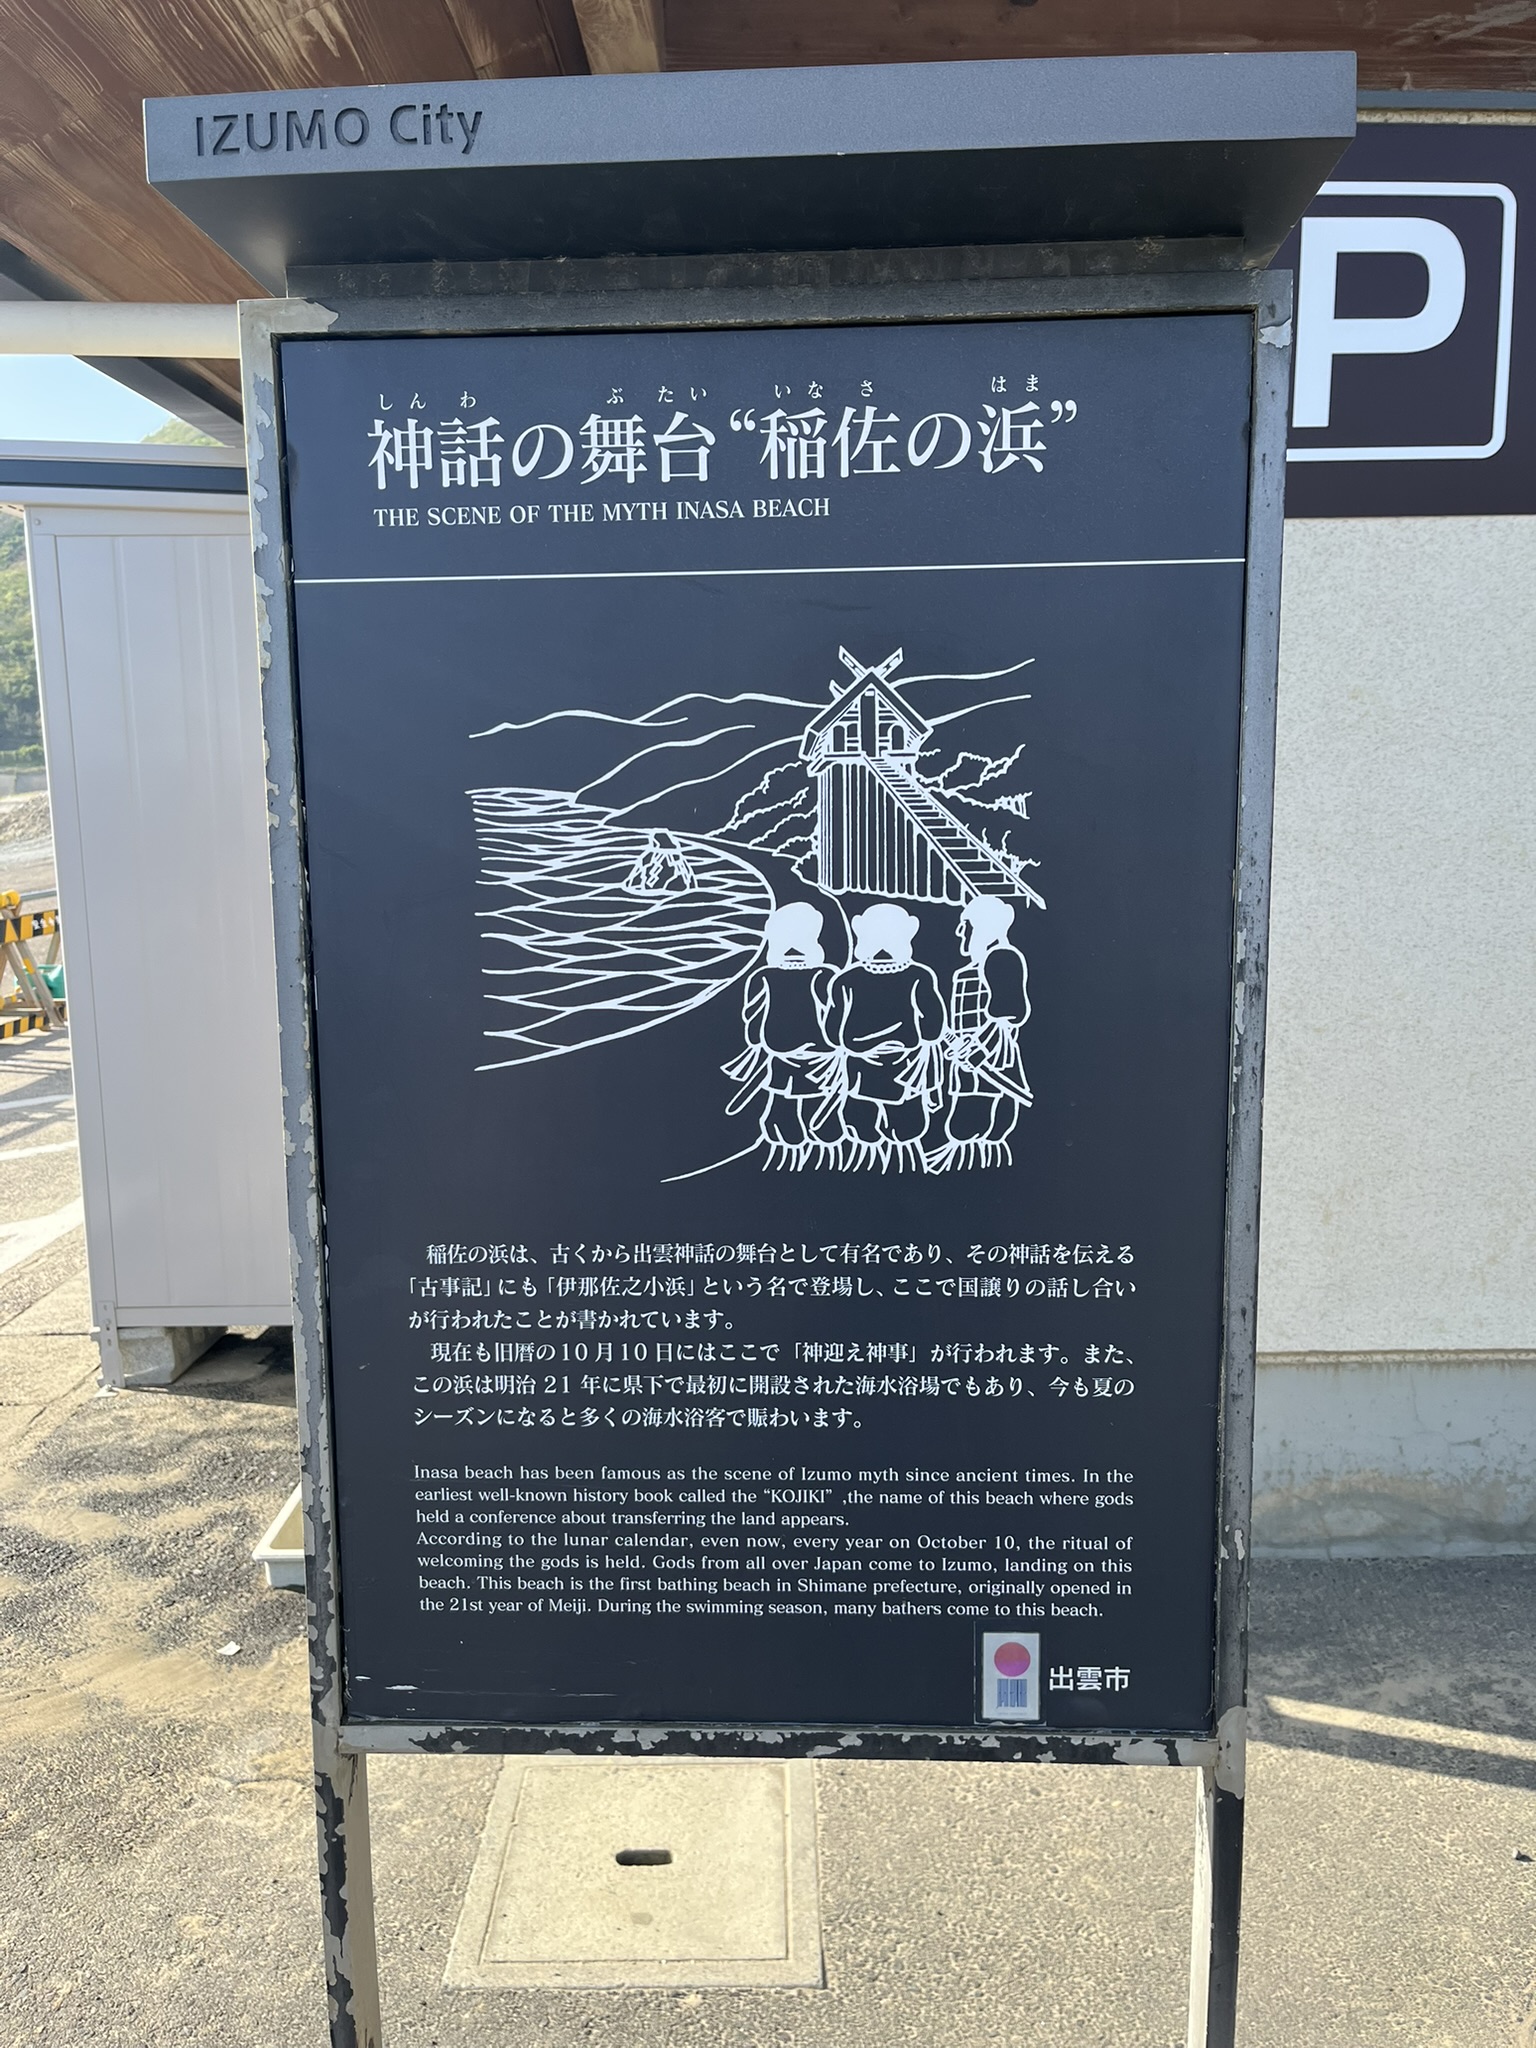 IZUMO City
P
しんわ ぶたい いなさ はま
神話の舞台“稲佐の浜”
THE SCENE OF THE MYTH INASA BEACH
稲佐の浜は、古くから出雲神話の舞台として有名であり、その神話を伝える
「古事記」にも「伊那佐之小浜」という名で登場し、ここで国譲りの話し合い
が行われたことが書かれています。
現在も旧暦の10月10日にはここで「神迎え神事」が行われます。また、
この浜は明治21年に県下で最初に開設された海水浴場でもあり、今も夏の
シーズンになると多くの海水浴客で賑わいます。
Inasa beach has been famous as the scene of Izumo myth since ancient times. In the
earliest well-known history book called the “KOJIKI” ,the name of this beach where gods
held a conference about transferring the land appears.
According to the lunar calendar, even now, every year on October 10, the ritual of
welcoming the gods is held. Gods from all over Japan come to Izumo, landing on this
beach. This beach is the first bathing beach in Shimane prefecture, originally opened in
the 21st year of Meiji. During the swimming season, many bathers come to this beach.
出雲市